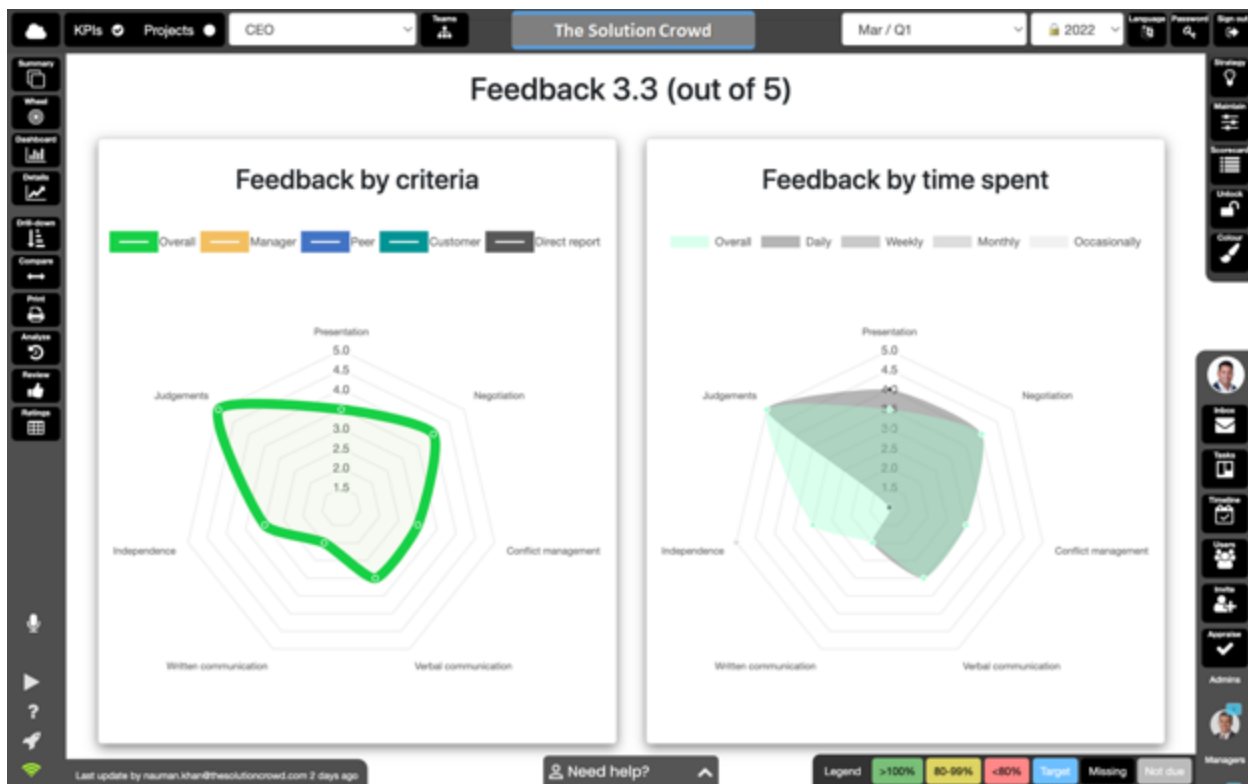 KPIs Projects CEO Teams The Solution Crowd Mar / Q1 2022 Language Password Sign out
Summary
Wheel
Dashboard
Details
Drill-down
Compare
Print
Analyze
Review
Ratings
Strategy
Maintain
Scorecard
Unlock
Colour
Feedback 3.3 (out of 5)
Feedback by criteria
Overall Manager Peer Customer Direct report
Presentation
5.0
4.5
Judgements 4.0 Negotiation
3.0
2.5
2.0
1.5
Independence Conflict management
Written communication Verbal communication
Feedback by time spent
Overall Daily Weekly Monthly Occasionally
Presentation
5.0
4.5
Judgements 4.0 Negotiation
3.5
3.0
2.5
2.0
1.5
Independence Conflict management
Written communication Verbal communication
Inbox
Tasks
Timeline
Users
Invite
Appraise
Admins
Managers
?
Last update by nauman.khan@thesolutioncrowd.com 2 days ago
Need help?
Legend >100% 80-99% <80% Target Missing Not due